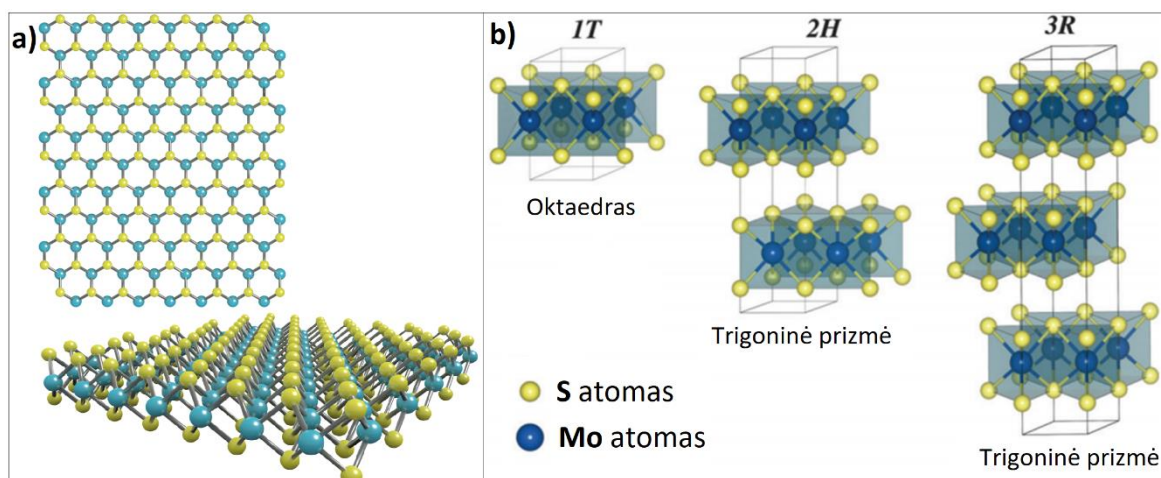 a)
b)
1T
2H
3R
Oktaedras
Trigoninė prizmė
Trigoninė prizmė
S atomas
Mo atomas